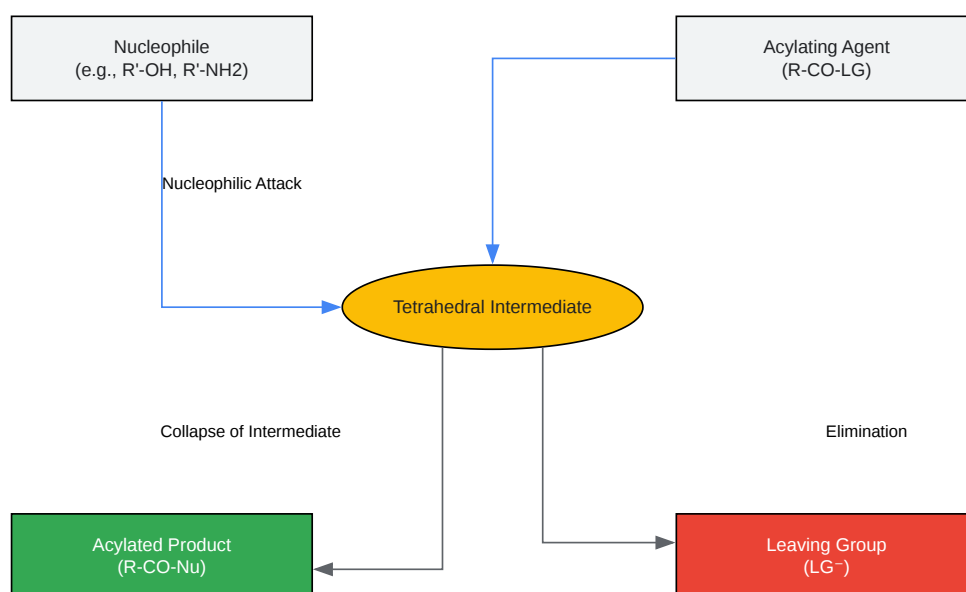 Nucleophile
(e.g., R'-OH, R'-NH2)
Acylating Agent
(R-CO-LG)
Nucleophilic Attack
Tetrahedral Intermediate
Collapse of Intermediate
Elimination
Acylated Product
(R-CO-Nu)
Leaving Group
(LG⁻)